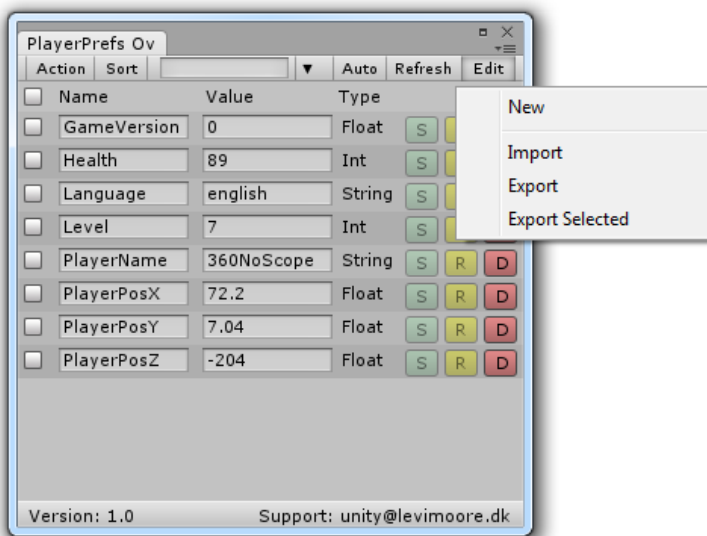 PlayerPrefs Ov
Action Sort Auto Refresh Edit
Name Value Type
GameVersion 0 Float S
Health 89 Int S
Language english String S
Level 7 Int S
PlayerName 360NoScope String S R D
PlayerPosX 72.2 Float S R D
PlayerPosY 7.04 Float S R D
PlayerPosZ -204 Float S R D
New
Import
Export
Export Selected
Version: 1.0 Support: unity@levimoore.dk